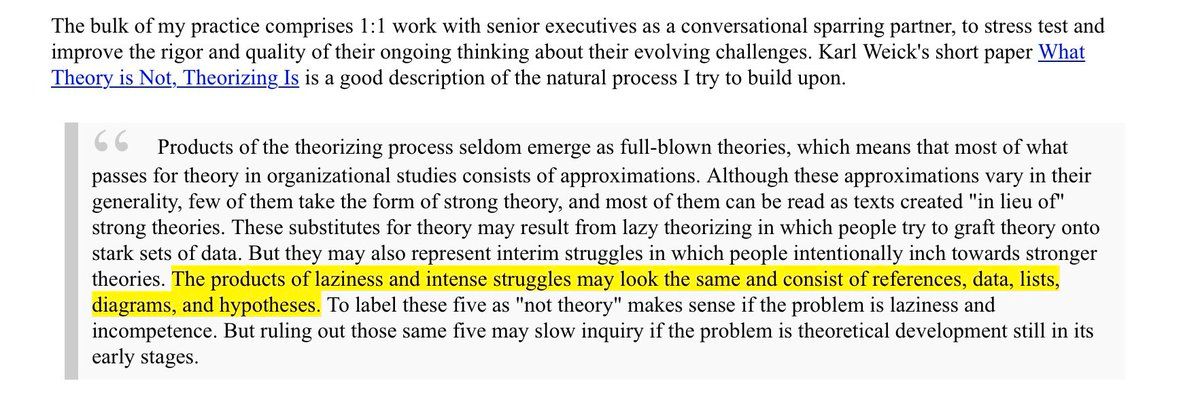 The bulk of my practice comprises 1:1 work with senior executives as a conversational sparring partner, to stress test and
improve the rigor and quality of their ongoing thinking about their evolving challenges. Karl Weick's short paper What
Theory is Not, Theorizing Is is a good description of the natural process I try to build upon.
“ Products of the theorizing process seldom emerge as full-blown theories, which means that most of what
passes for theory in organizational studies consists of approximations. Although these approximations vary in their
generality, few of them take the form of strong theory, and most of them can be read as texts created "in lieu of"
strong theories. These substitutes for theory may result from lazy theorizing in which people try to graft theory onto
stark sets of data. But they may also represent interim struggles in which people intentionally inch towards stronger
theories. The products of laziness and intense struggles may look the same and consist of references, data, lists,
diagrams, and hypotheses. To label these five as "not theory" makes sense if the problem is laziness and
incompetence. But ruling out those same five may slow inquiry if the problem is theoretical development still in its
early stages.